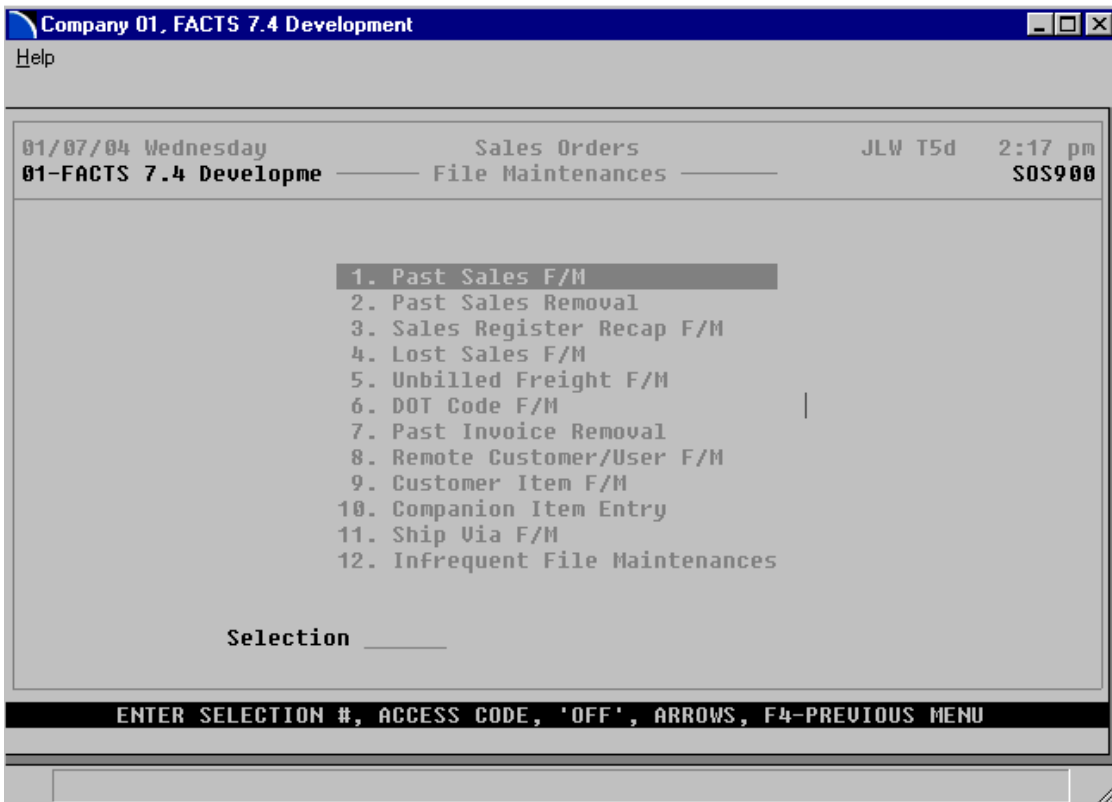 Company 01, FACTS 7.4 Development
Help
01/07/04 Wednesday Sales Orders JLW T5d 2:17 pm
01-FACTS 7.4 Developme File Maintenances SOS900
1. Past Sales F/M
2. Past Sales Removal
3. Sales Register Recap F/M
4. Lost Sales F/M
5. Unbilled Freight F/M
6. DOT Code F/M
7. Past Invoice Removal
8. Remote Customer/User F/M
9. Customer Item F/M
10. Companion Item Entry
11. Ship Via F/M
12. Infrequent File Maintenances
Selection ______
ENTER SELECTION #, ACCESS CODE, 'OFF', ARROWS, F4-PREVIOUS MENU